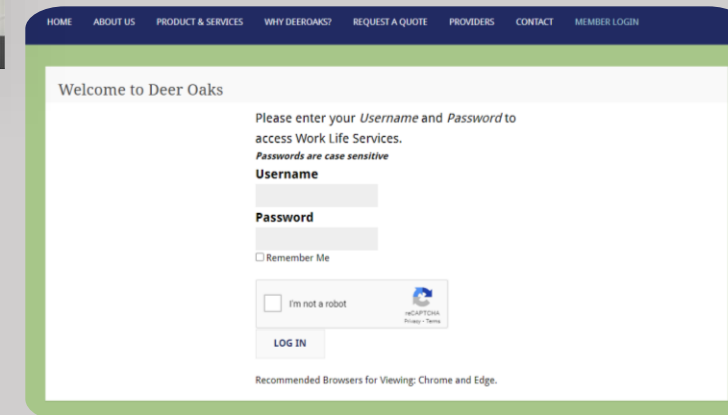 HOME ABOUT US PRODUCT & SERVICES WHY DEEROAKS? REQUEST A QUOTE PROVIDERS CONTACT MEMBER LOGIN
Welcome to Deer Oaks
Please enter your Username and Password to
access Work Life Services.
Passwords are case sensitive
Username
Password
Remember Me
I'm not a robot
reCAPTCHA
Privacy - Terms
LOG IN
Recommended Browsers for Viewing: Chrome and Edge.